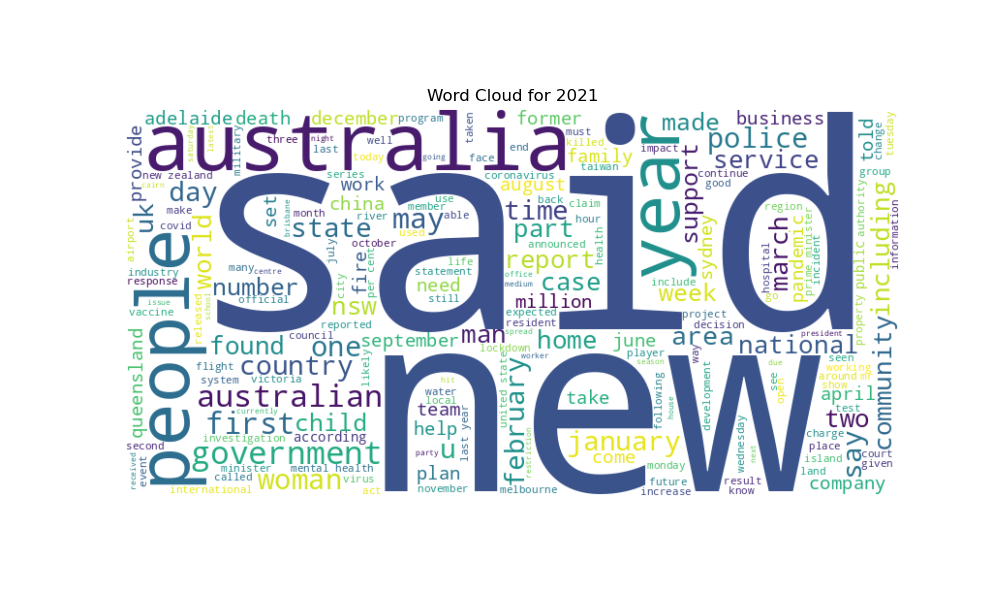 Word Cloud for 2021
adelaide
death
december
program
taken
former
must
killed
made
business
told
change
tuesday
australia
saturday
latest
military
three
night
last
well
today
going
face
end
family
impact
police
service
provide
new zealand
cairn
day
series
coronavirus
taiwan
year
support
continue
good
group
said
uk
make
covid
set
brisbane
work
month
china
river
member
use
able
august
back
claim
time
hour
region
property public authority
including
information
airport
world
state
may
used
part
announced
health
sydney
hospital
march
pandemic
prime minister
incident
october
july
many
centre
fire
per cent
life
statement
report
office
industry
response
number
official
city
need
still
medium
case
include
week
vaccine
issue
released
school
nsw
reported
million
expected
resident
project
decision
president
people
queensland
found
one
council
september
man
spread
lockdown
home
june
area
way
national
community
seen
working
flight
country
likely
worker
player
season
due
see
open
around
show
system
victoria
united state
february
new
australian
water
local
hit
take
following
house
development
april
test
first
child
currently
team
last year
two
charge
place
second
event
received
investigation
according
help
party
u
january
come
monday
wednesday
next
say
court
given
island
land
government
minister
mental health
called
woman
virus
act
international
plan
november
melbourne
restriction
future
increase
result
know
company